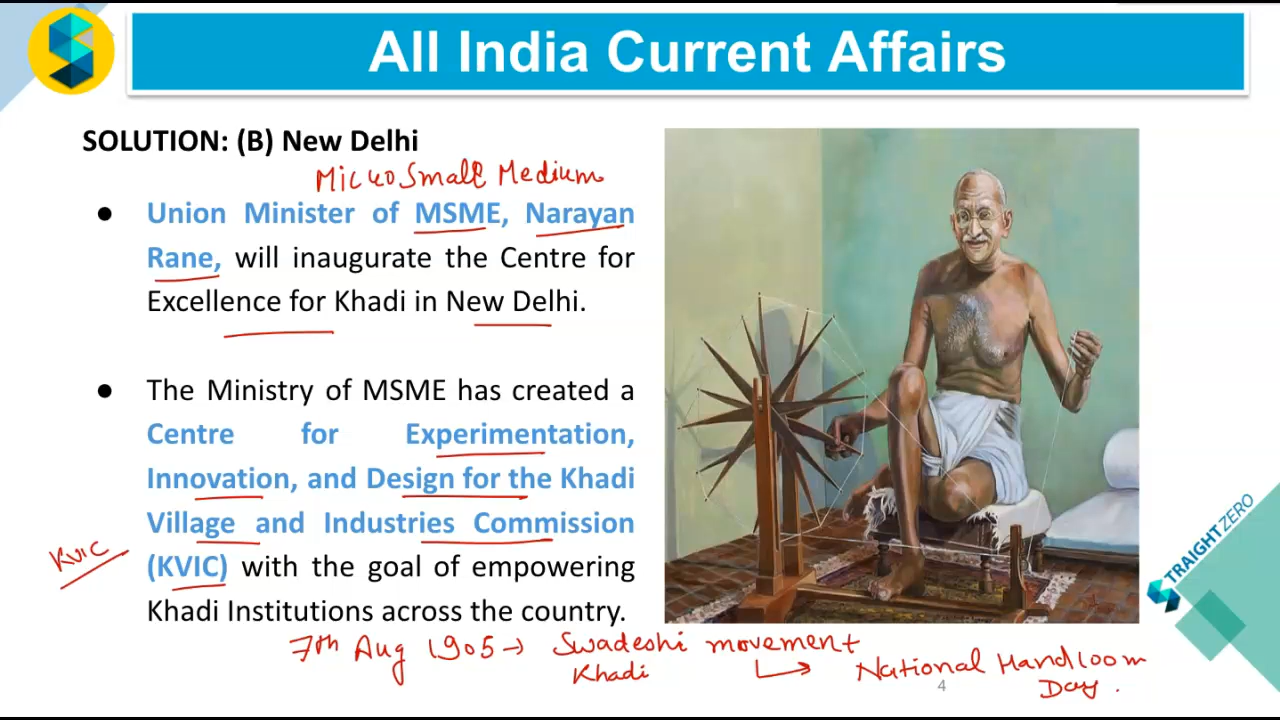 All India Current Affairs
SOLUTION: (B) New Delhi
Micro Small Medium
● Union Minister of MSME, Narayan
Rane, will inaugurate the Centre for
Excellence for Khadi in New Delhi.
● The Ministry of MSME has created a
Centre for Experimentation,
Innovation, and Design for the Khadi
Village and Industries Commission
KVIC
(KVIC) with the goal of empowering
Khadi Institutions across the country.
7th Aug 1905 → Swadeshi movement
Khadi
→ National Handloom
Day.
4
TRAIGHT ZERO